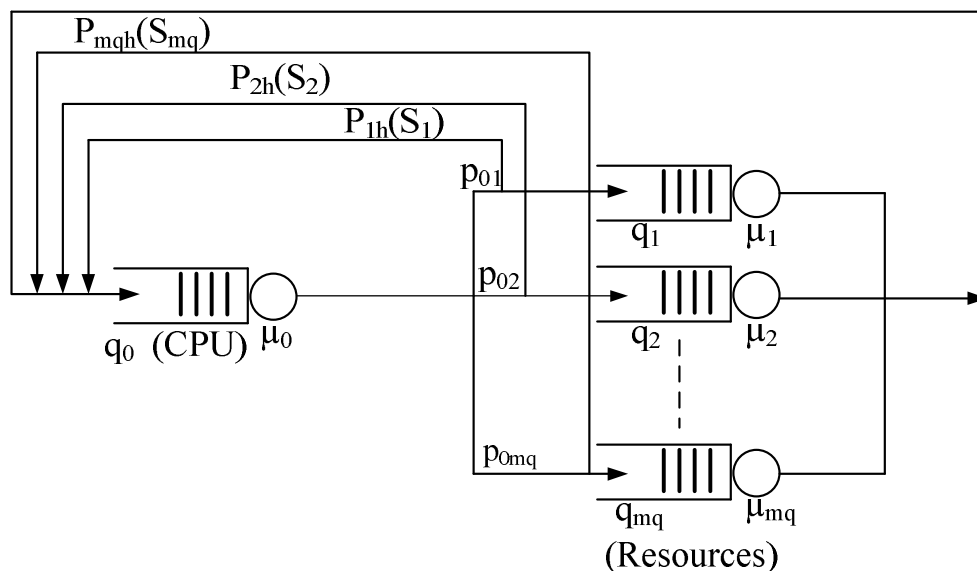 P_mqh(S_mq)
P_2h(S_2)
P_1h(S_1)
p_01
q_1 μ_1
p_02
q_0 (CPU) μ_0
q_2 μ_2
p_0mq
q_mq μ_mq
(Resources)